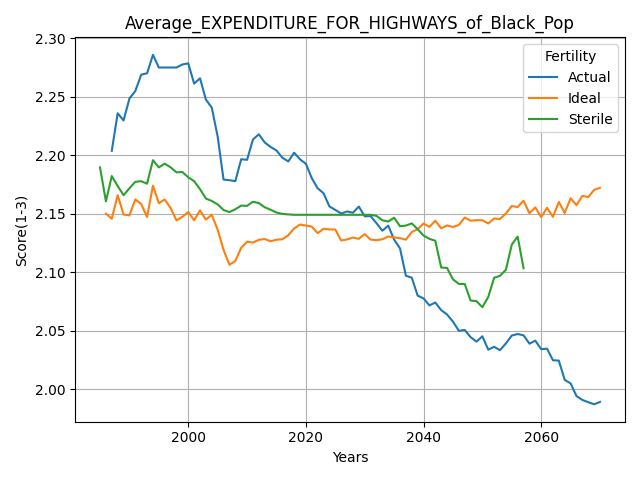 Average_EXPENDITURE_FOR_HIGHWAYS_of_Black_Pop
2.30
2.25
2.20
2.15
2.10
2.05
2.00
Score(1-3)
Fertility
Actual
Ideal
Sterile
2000 2020 2040 2060
Years